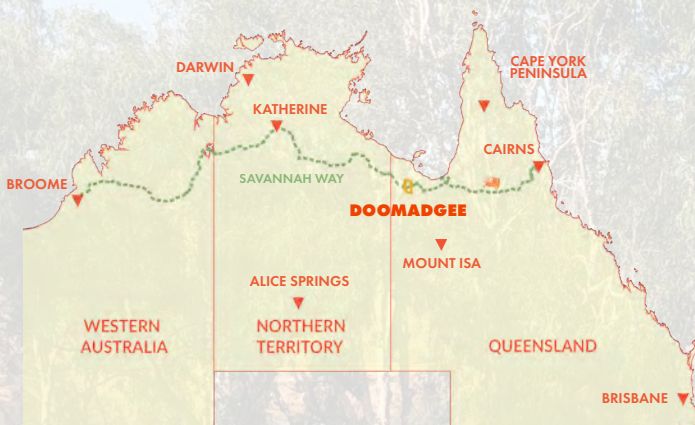 DARWIN
CAPE YORK
PENINSULA
KATHERINE
CAIRNS
BROOME
SAVANNAH WAY
DOOMADGEE
MOUNT ISA
ALICE SPRINGS
WESTERN
AUSTRALIA
NORTHERN
TERRITORY
QUEENSLAND
BRISBANE